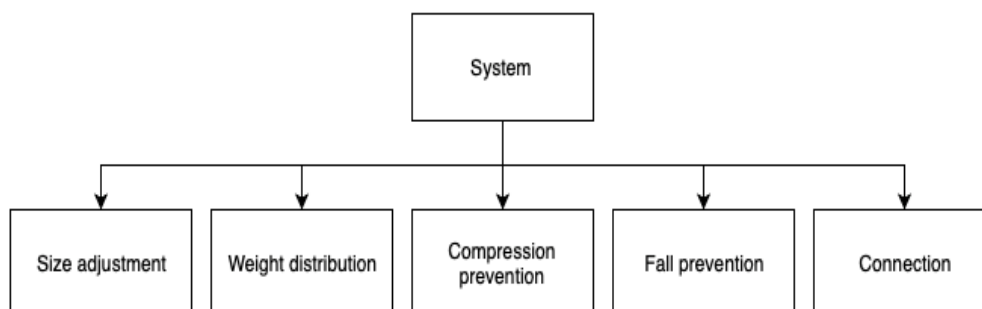 System
Size adjustment
Weight distribution
Compression
prevention
Fall prevention
Connection